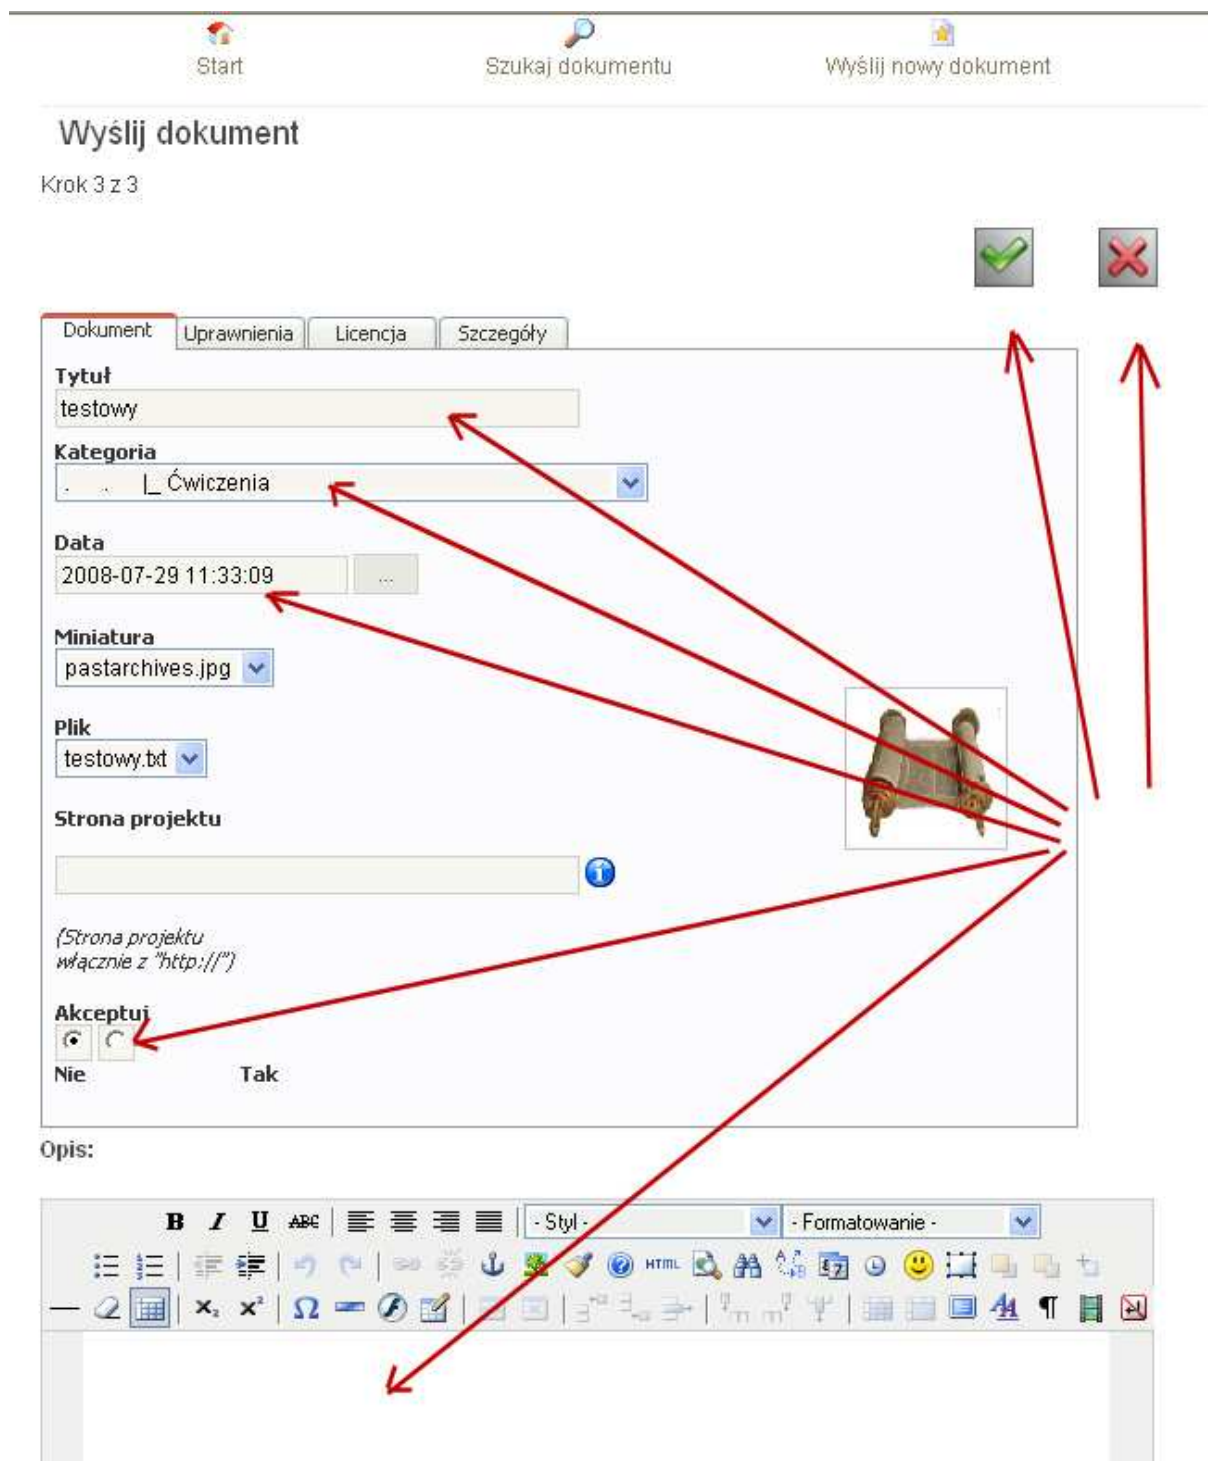 Start Szukaj dokumentu Wyślij nowy dokument
Wyślij dokument
Krok 3 z 3
Dokument Uprawnienia Licencja Szczegóły
Tytuł
testowy
Kategoria
. . |_ Ćwiczenia
Data
2008-07-29 11:33:09 ...
Miniatura
pastarchives.jpg
Plik
testowy.txt
Strona projektu
(Strona projektu
włącznie z "http://")
Akceptuj
Nie Tak
Opis:
B I U ABC - Styl - - Formatowanie -
HTML